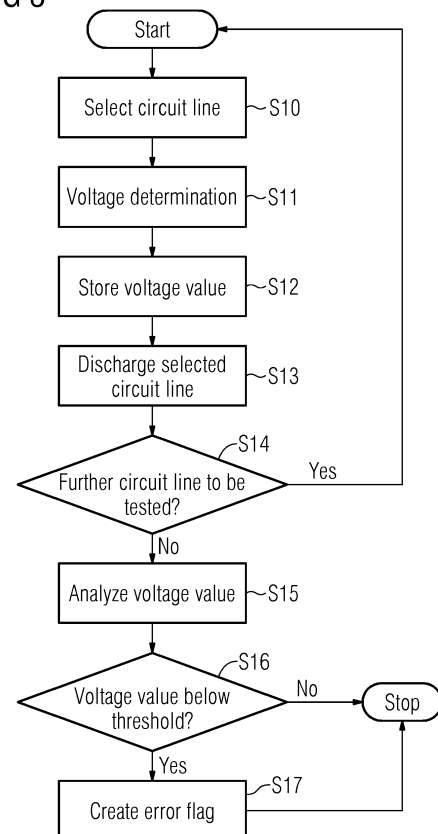 Start
Select circuit line
S10
Voltage determination
S11
Store voltage value
S12
Discharge selected
circuit line
S13
S14
Further circuit line to be
tested?
Yes
No
Analyze voltage value
S15
S16
Voltage value below
threshold?
No
Stop
Yes
S17
Create error flag